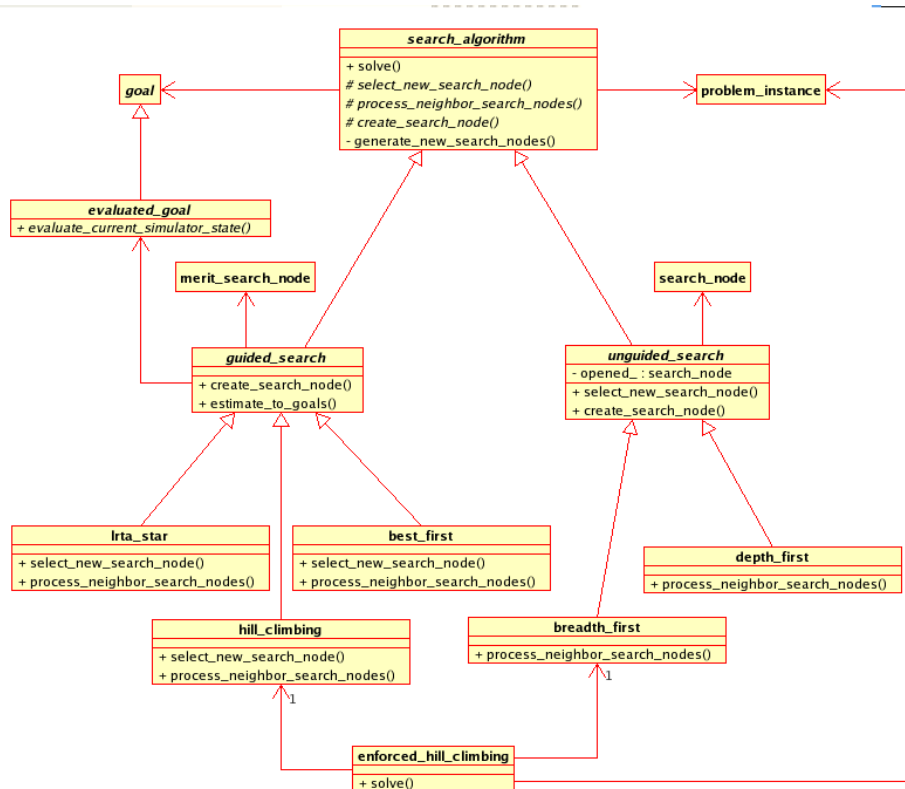 search_algorithm
+ solve()
# select_new_search_node()
# process_neighbor_search_nodes()
# create_search_node()
- generate_new_search_nodes()
goal
problem_instance
evaluated_goal
+ evaluate_current_simulator_state()
merit_search_node
search_node
guided_search
+ create_search_node()
+ estimate_to_goals()
unguided_search
- opened_ : search_node
+ select_new_search_node()
+ create_search_node()
lrta_star
+ select_new_search_node()
+ process_neighbor_search_nodes()
best_first
+ select_new_search_node()
+ process_neighbor_search_nodes()
depth_first
+ process_neighbor_search_nodes()
hill_climbing
+ select_new_search_node()
+ process_neighbor_search_nodes()
breadth_first
+ process_neighbor_search_nodes()
1
1
enforced_hill_climbing
+ solve()